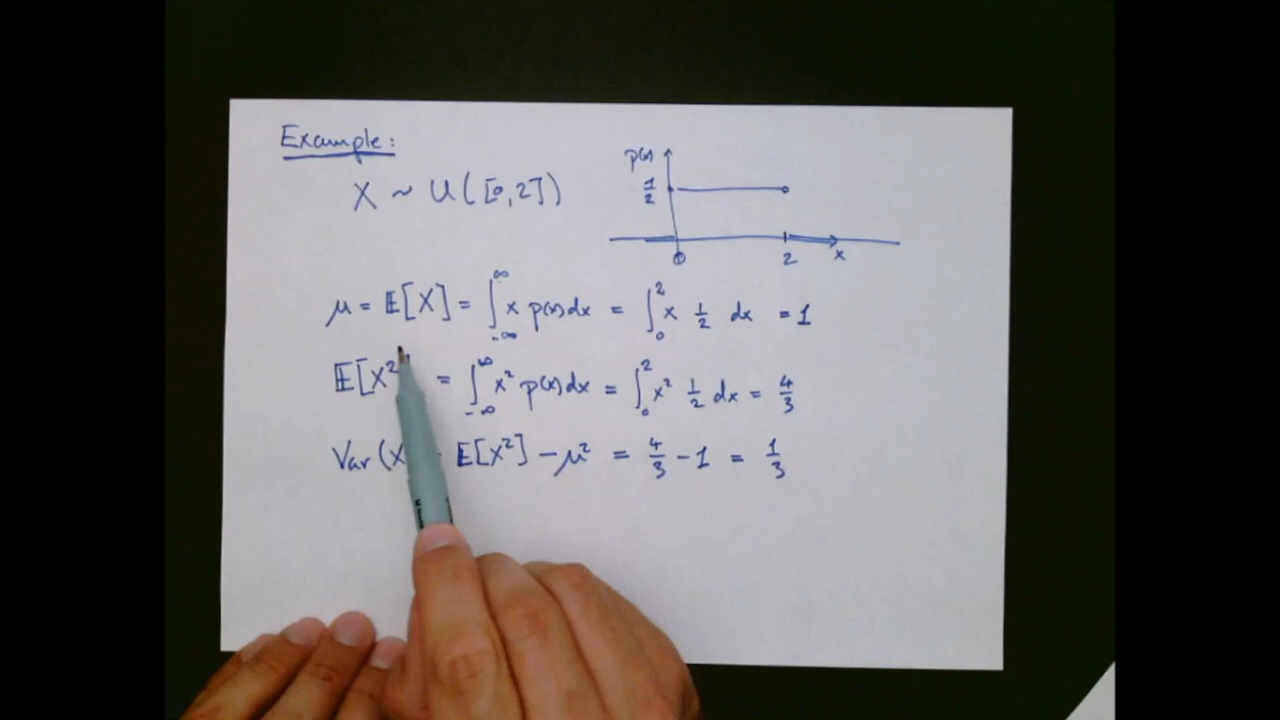 Example:
X ~ U([0,2])
p(x)
1/2
0 2 x
μ = 𝔼[X] = ∫_{-∞}^{∞} x p(x) dx = ∫_0^2 x 1/2 dx = 1
𝔼[X²] = ∫_{-∞}^{∞} x² p(x) dx = ∫_0^2 x² 1/2 dx = 4/3
Var(X 𝔼[X²] - μ² = 4/3 - 1 = 1/3